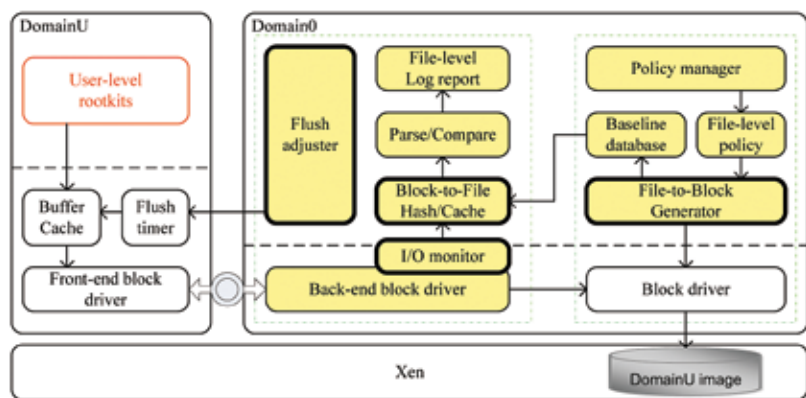 DomainU
Domain0
User-level
rootkits
Buffer
Cache
Flush
timer
Front-end block
driver
Flush
adjuster
File-level
Log report
Parse/Compare
Block-to-File
Hash/Cache
I/O monitor
Back-end block driver
Policy manager
Baseline
database
File-level
policy
File-to-Block
Generator
Block driver
Xen
DomainU image